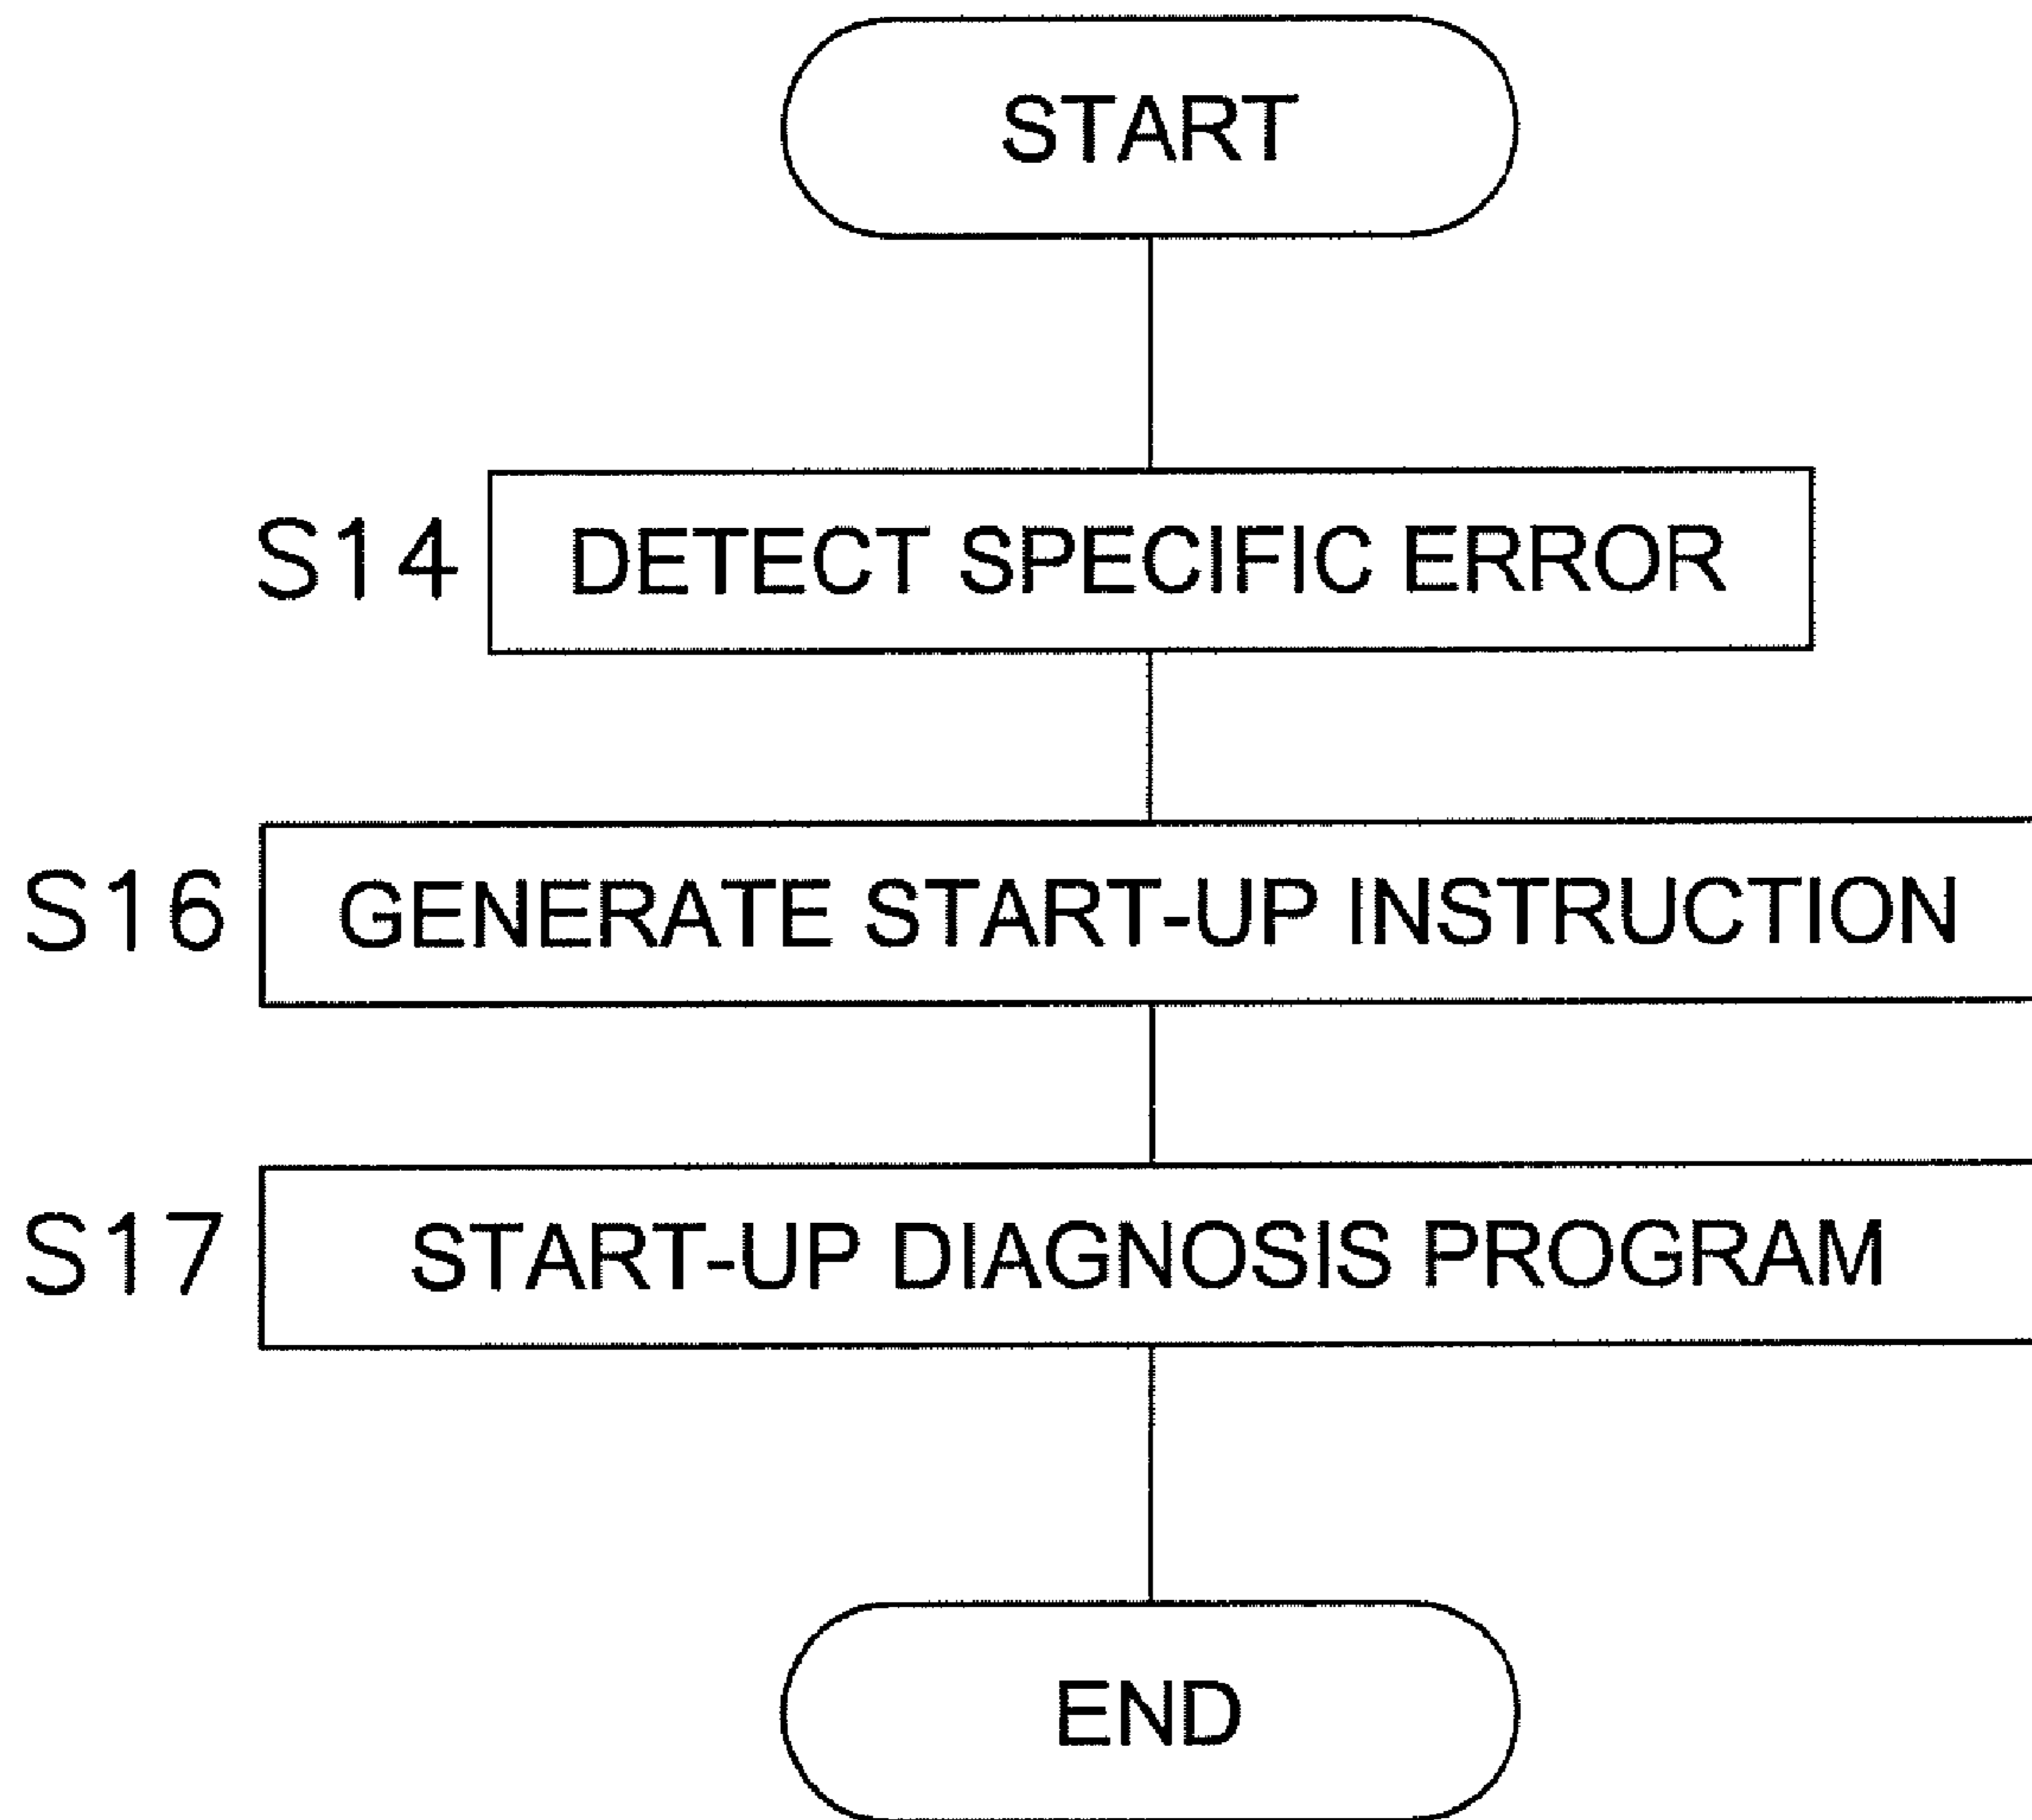 START
S14 DETECT SPECIFIC ERROR
S16 GENERATE START-UP INSTRUCTION
S17 START-UP DIAGNOSIS PROGRAM
END